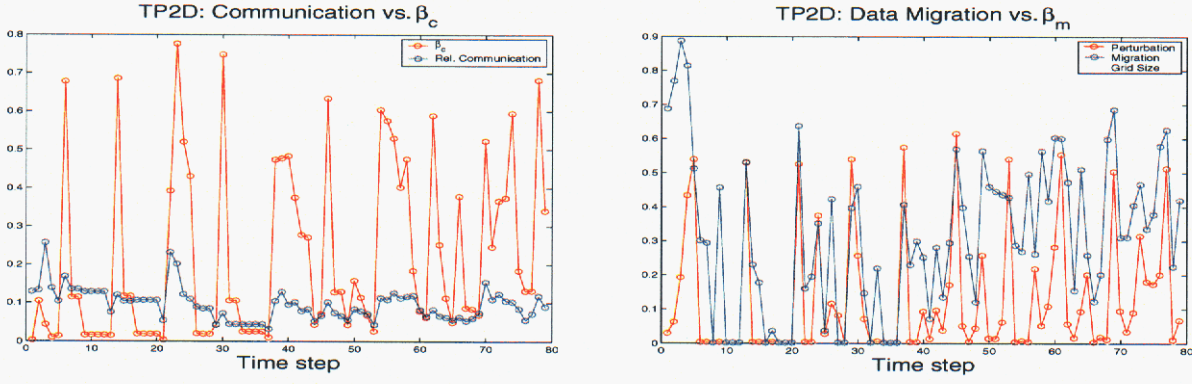 TP2D: Communication vs. βc
0.8
0.7
0.6
0.5
0.4
0.3
0.2
0.1
0
0 10 20 30 40 50 60 70 80
Time step
βc
Rel. Communication
TP2D: Data Migration vs. βm
0.9
0.8
0.7
0.6
0.5
0.4
0.3
0.2
0.1
0
0 10 20 30 40 50 60 70 80
Time step
Perturbation
Migration
Grid Size